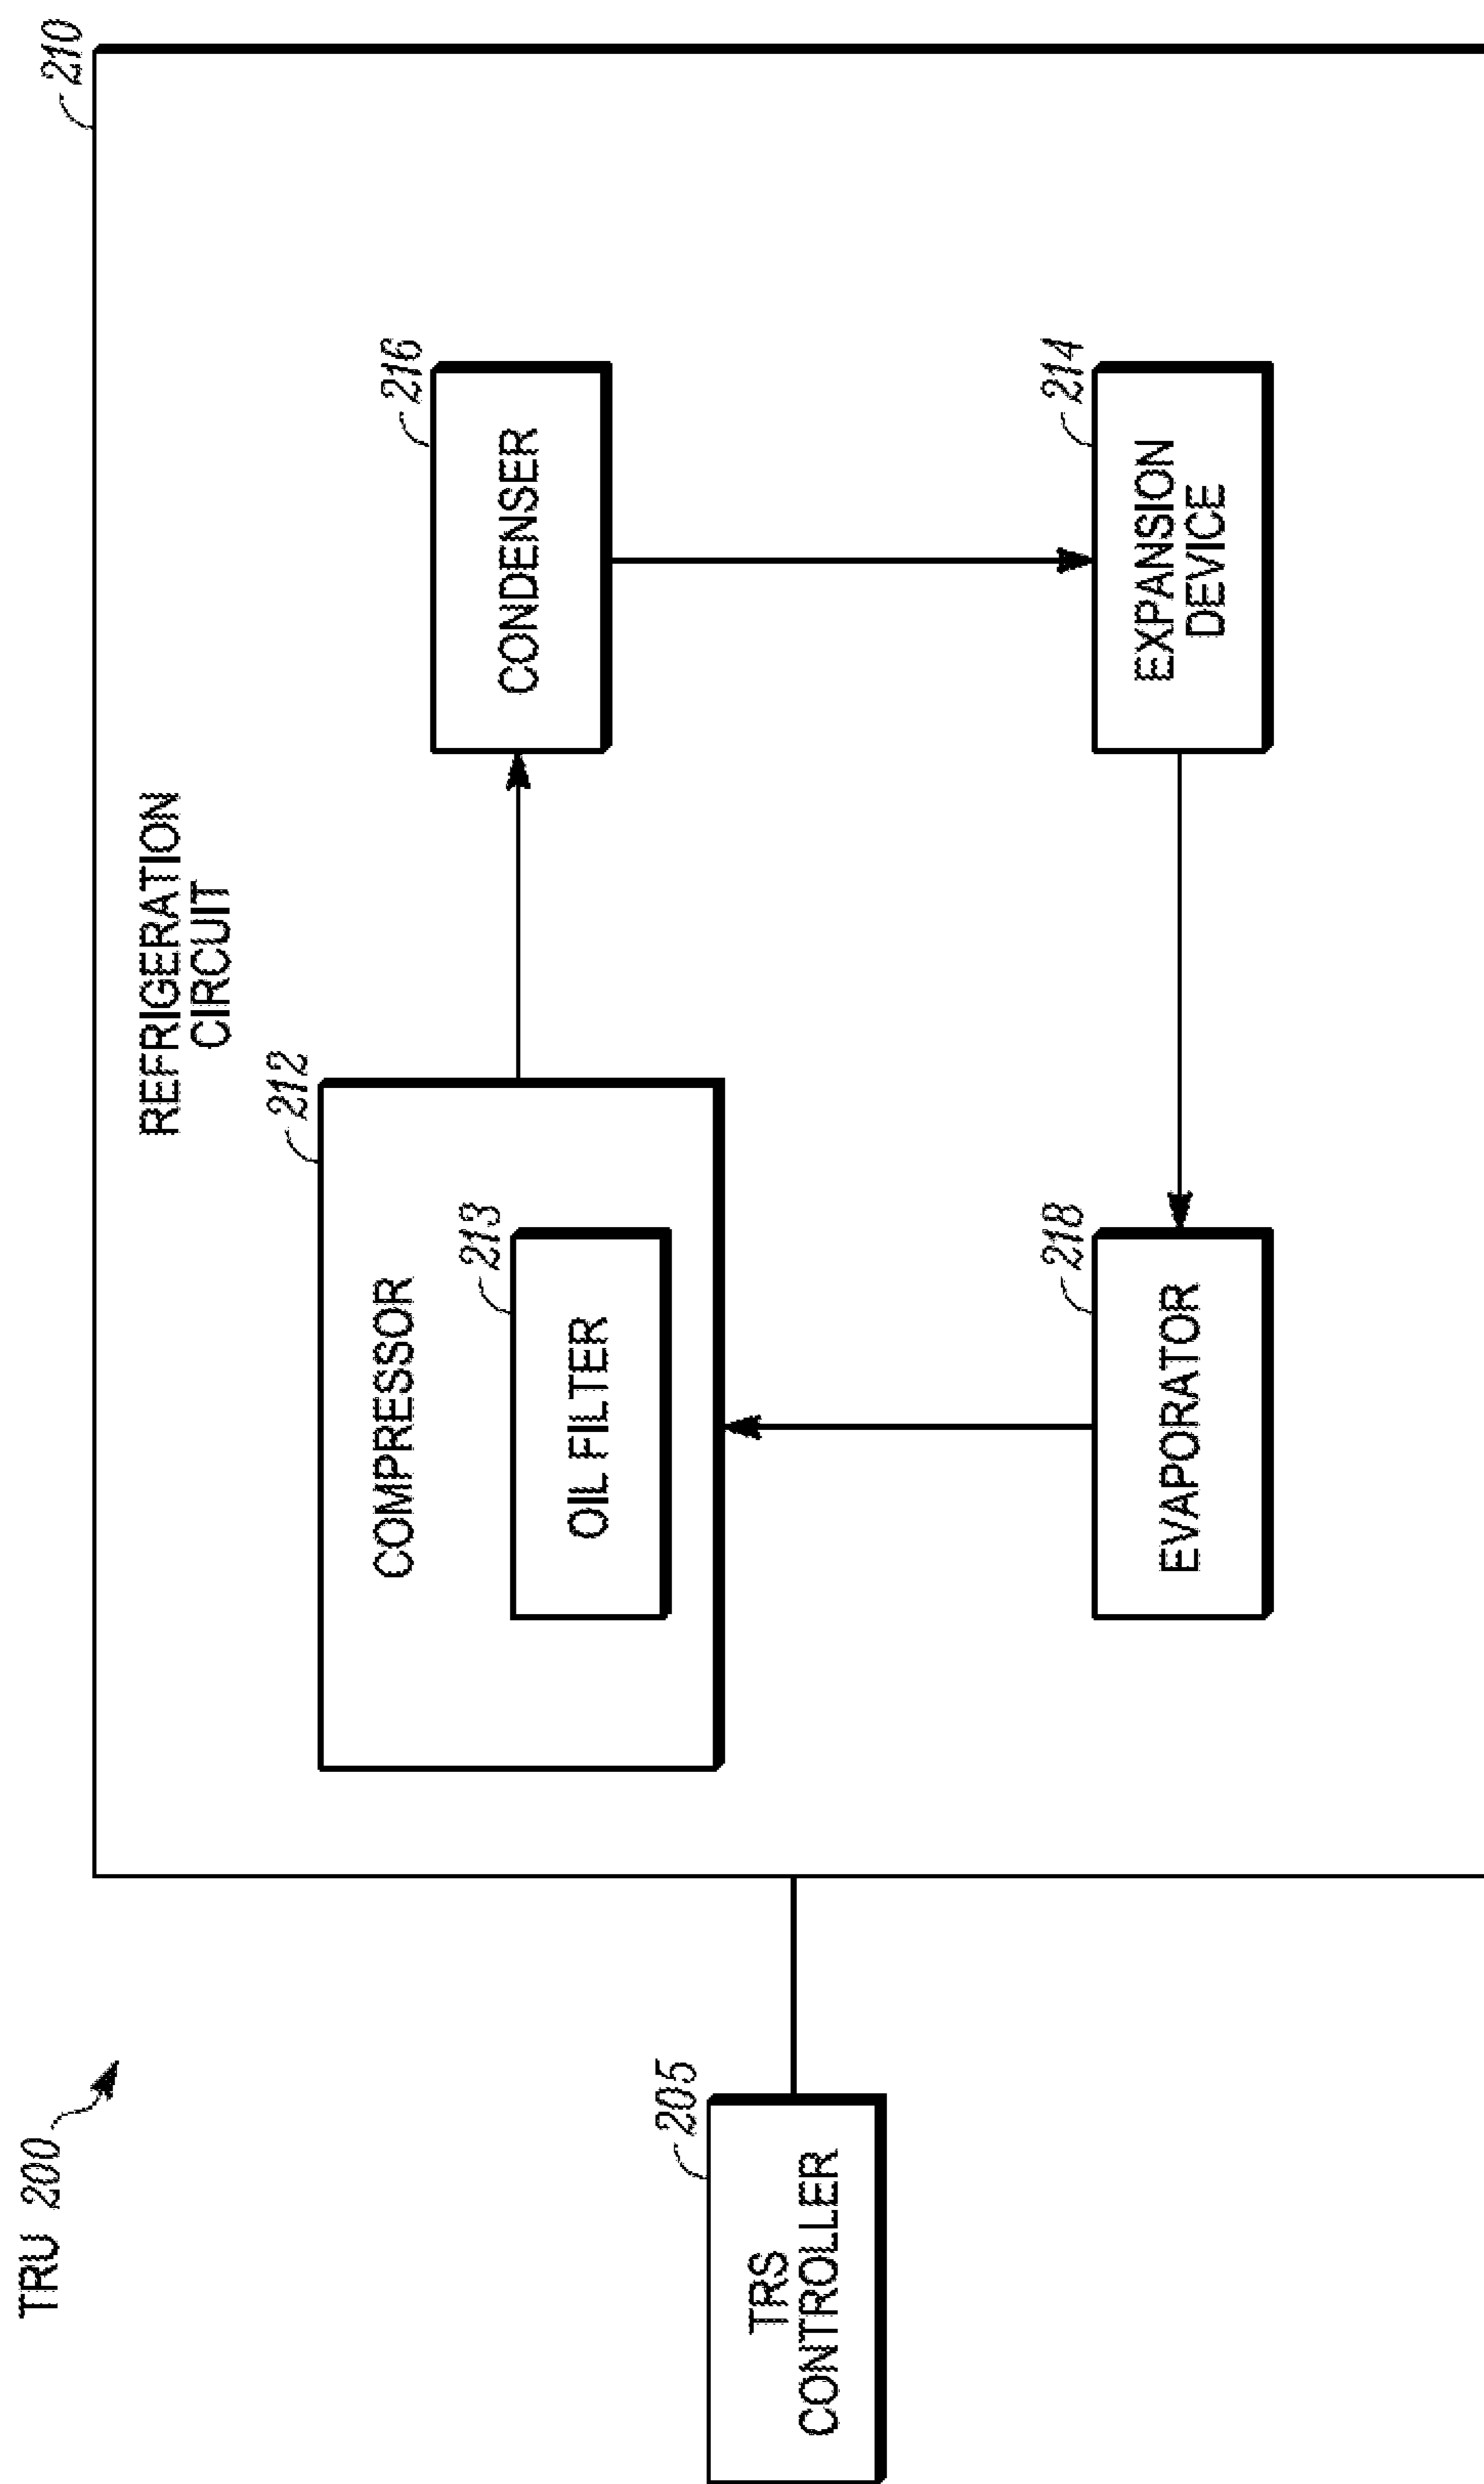 TRU 200
210
REFRIGERATION
CIRCUIT
212
COMPRESSOR
213
OIL FILTER
216
CONDENSER
205
TRS
CONTROLLER
218
EVAPORATOR
214
EXPANSION
DEVICE